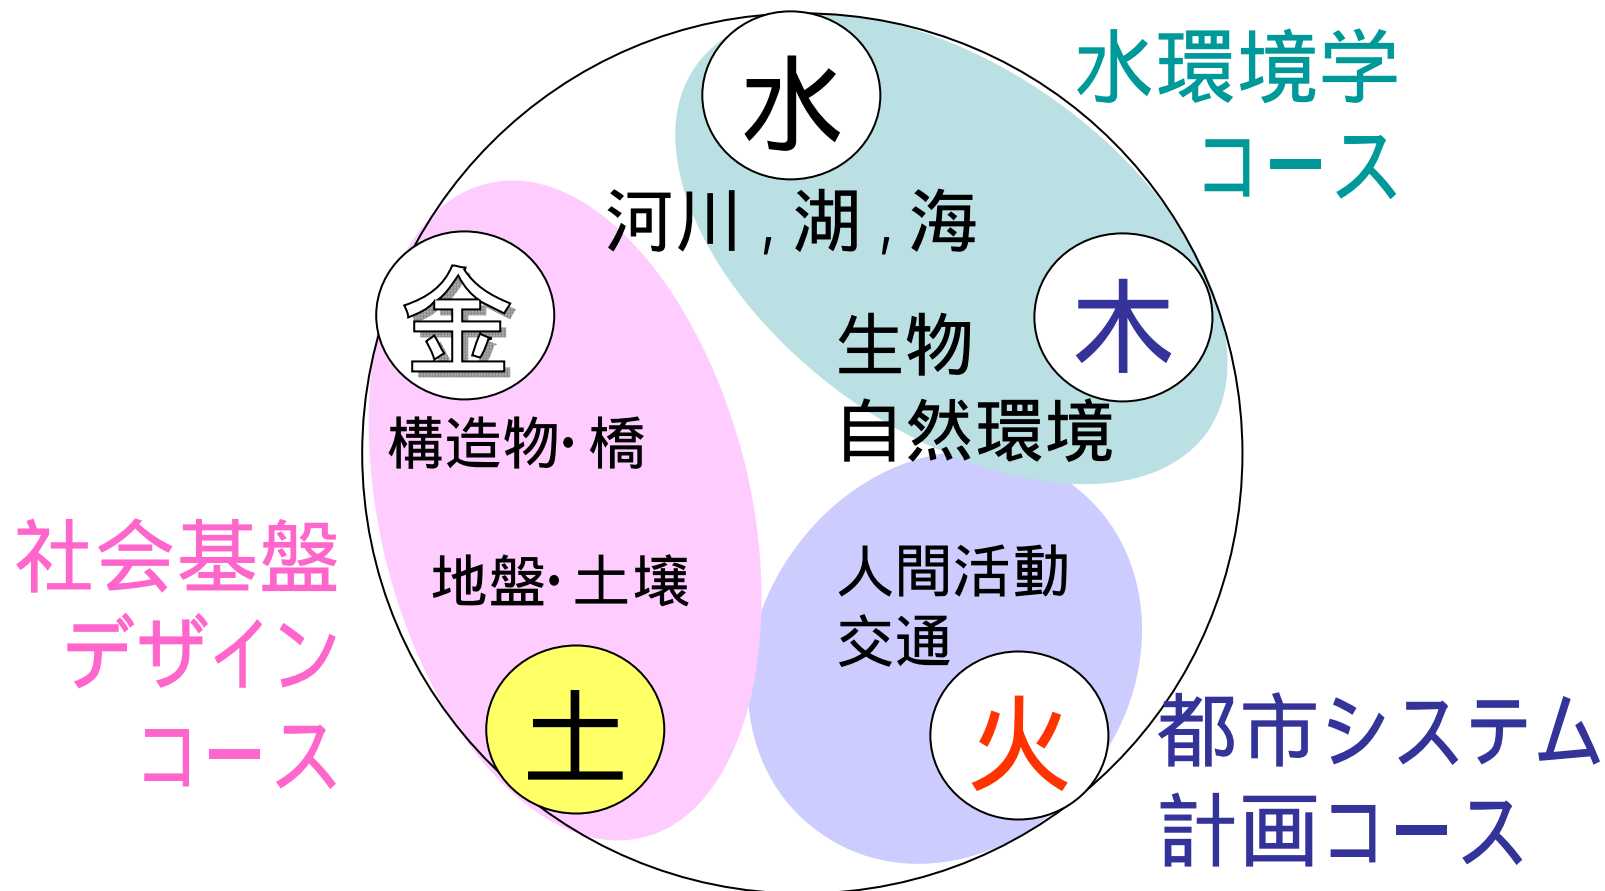 水
水環境学
コース
河川,湖,海
金
木
生物
自然環境
構造物・橋
社会基盤
デザイン
コース
地盤・土壌
人間活動
交通
土
火
都市システム
計画コース